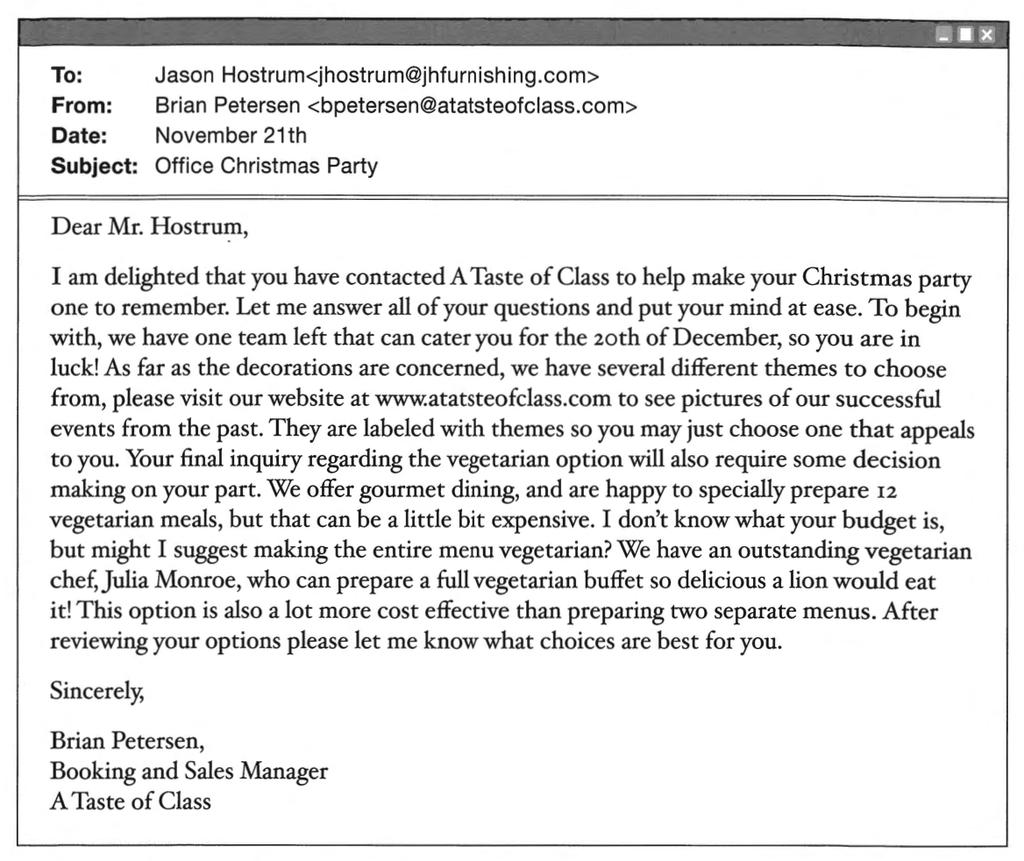 To: Jason Hostrum<jhostrum@jhfurnishing.com>
From: Brian Petersen <bpetersen@atatsteofclass.com>
Date: November 21th
Subject: Office Christmas Party
Dear Mr. Hostrum,
I am delighted that you have contacted A Taste of Class to help make your Christmas party
one to remember. Let me answer all of your questions and put your mind at ease. To begin
with, we have one team left that can cater you for the 20th of December, so you are in
luck! As far as the decorations are concerned, we have several different themes to choose
from, please visit our website at www.atatsteofclass.com to see pictures of our successful
events from the past. They are labeled with themes so you may just choose one that appeals
to you. Your final inquiry regarding the vegetarian option will also require some decision
making on your part. We offer gourmet dining, and are happy to specially prepare 12
vegetarian meals, but that can be a little bit expensive. I don't know what your budget is,
but might I suggest making the entire menu vegetarian? We have an outstanding vegetarian
chef, Julia Monroe, who can prepare a full vegetarian buffet so delicious a lion would eat
it! This option is also a lot more cost effective than preparing two separate menus. After
reviewing your options please let me know what choices are best for you.
Sincerely,
Brian Petersen,
Booking and Sales Manager
A Taste of Class